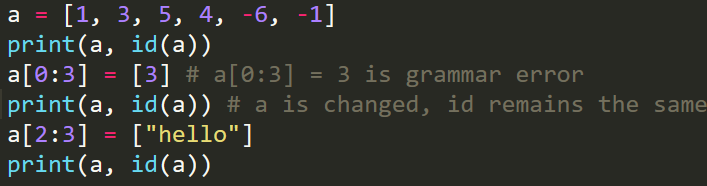 a = [1, 3, 5, 4, -6, -1]
print(a, id(a))
a[0:3] = [3] # a[0:3] = 3 is grammar error
print(a, id(a)) # a is changed, id remains the same
a[2:3] = ["hello"]
print(a, id(a))